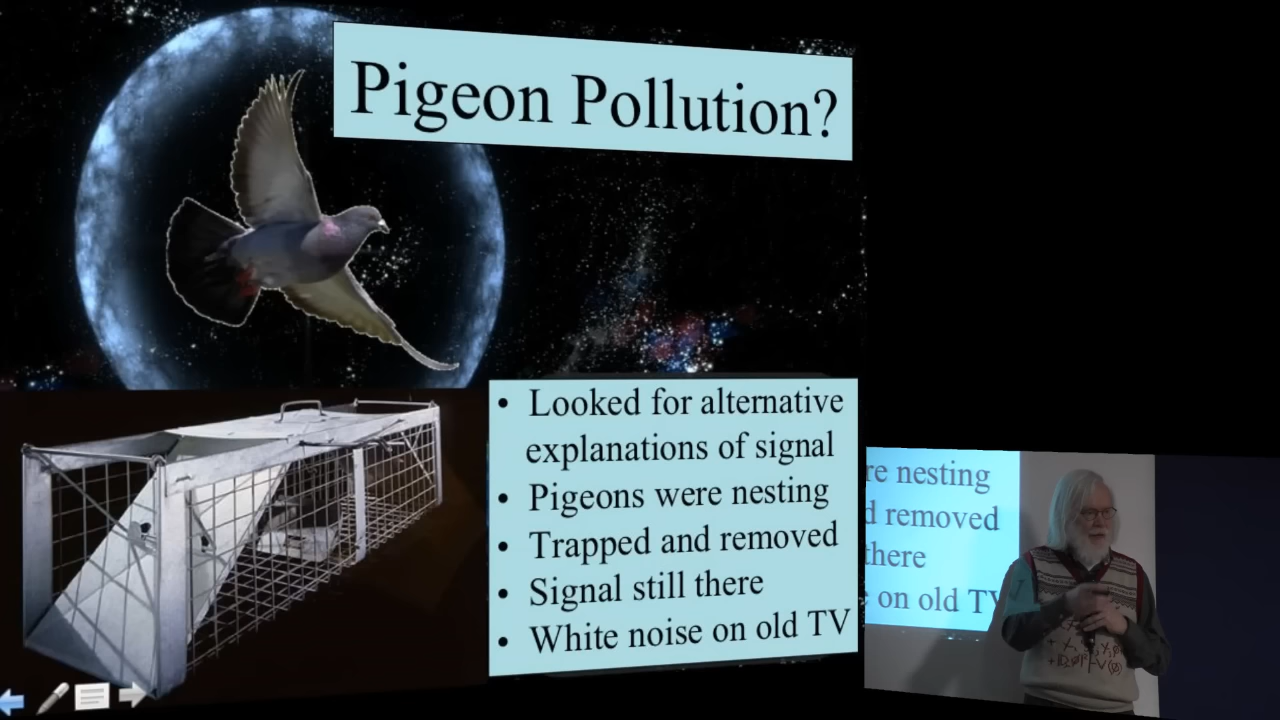 Pigeon Pollution?
• Looked for alternative
explanations of signal
• Pigeons were nesting
• Trapped and removed
• Signal still there
• White noise on old TV
re nesting
d removed
there
e on old TV